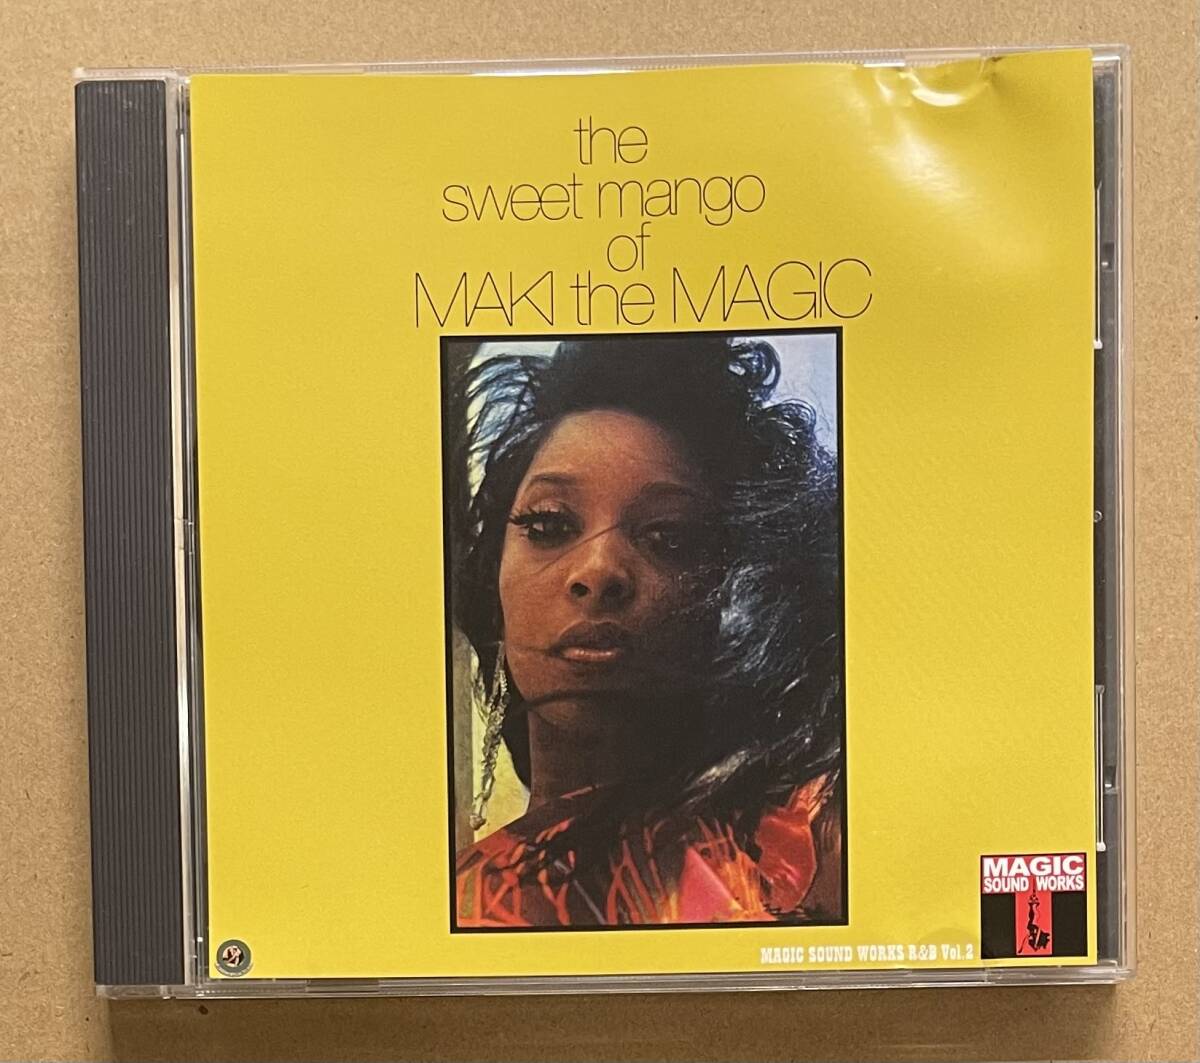 the
sweet mango
of
MAKI the MAGIC
MAGIC
SOUND WORKS
MAGIC SOUND WORKS R&B Vol.2